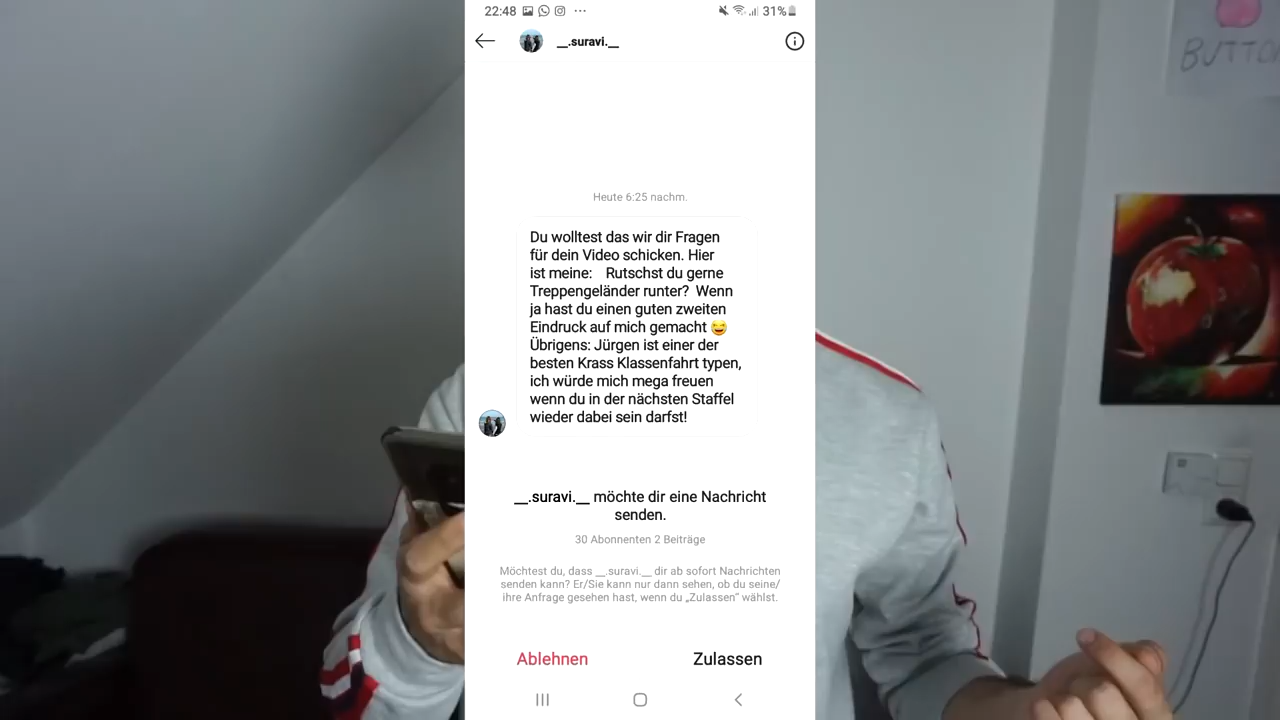 22:48
31%
__.suravi.__
BUTTO
Heute 6:25 nachm.
Du wolltest das wir dir Fragen
für dein Video schicken. Hier
ist meine: Rutschst du gerne
Treppengeländer runter? Wenn
ja hast du einen guten zweiten
Eindruck auf mich gemacht 😅
Übrigens: Jürgen ist einer der
besten Krass Klassenfahrt typen,
ich würde mich mega freuen
wenn du in der nächsten Staffel
wieder dabei sein darfst!
__.suravi.__ möchte dir eine Nachricht
senden.
30 Abonnenten 2 Beiträge
Möchtest du, dass __.suravi.__ dir ab sofort Nachrichten
senden kann? Er/Sie kann nur dann sehen, ob du seine/
ihre Anfrage gesehen hast, wenn du „Zulassen" wählst.
Ablehnen
Zulassen